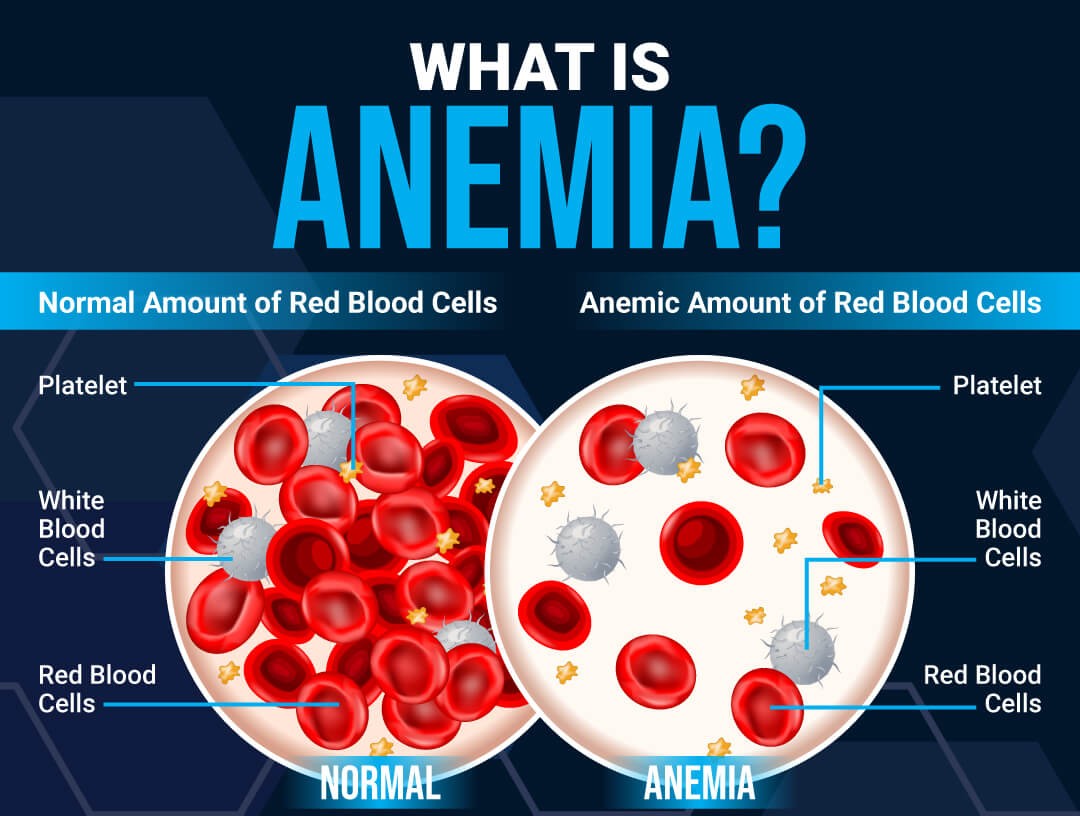 WHAT IS
ANEMIA?
Normal Amount of Red Blood Cells
Anemic Amount of Red Blood Cells
Platelet
White
Blood
Cells
Red Blood
Cells
Platelet
White
Blood
Cells
Red Blood
Cells
NORMAL
ANEMIA